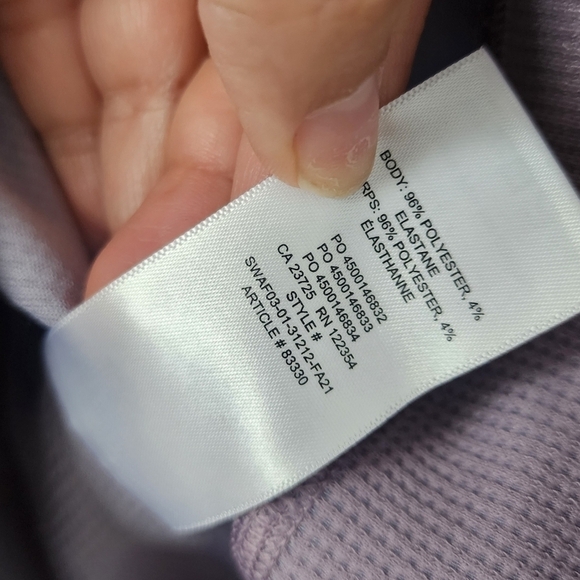 BODY: 96% POLYESTER, 4%
ELASTANE
RPS: 96% POLYESTER, 4%
ÉLASTHANNE
PO 4500146832
PO 4500146833
PO 4500146834
CA 23725 RN 122354
STYLE #
SWAF03-01-31212-FA21
ARTICLE # 83330